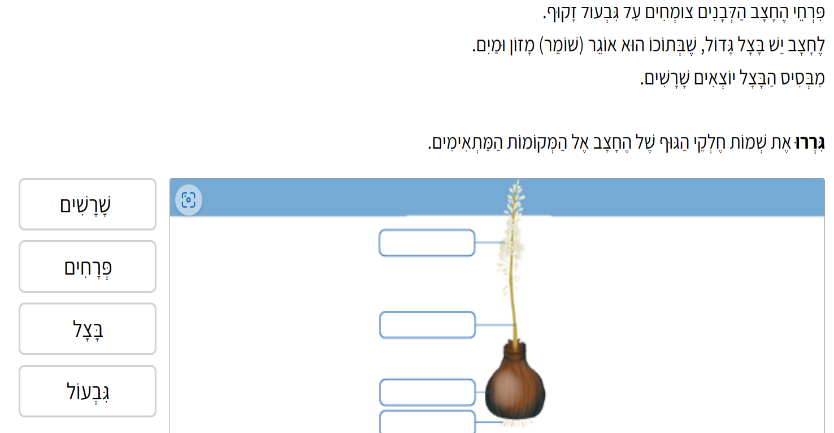 פִּרְחֵי הֶחָצָב הַלְּבָנִים צוֹמְחִים עַל גִּבְעוֹל זָקוּף.
לֶחָצָב יֵשׁ בָּצָל גָּדוֹל, שֶׁבְּתוֹכוֹ הוּא אוֹגֵר (שׁוֹמֵר) מָזוֹן וּמַיִם.
מִבְּסִיס הַבָּצָל יוֹצְאִים שָׁרָשִׁים.
גִּררוּ אֶת שְׁמוֹת חֶלְקֵי הַגּוּף שֶׁל הֶחָצָב אֶל הַמְּקוֹמוֹת הַמַּתְאִימִים.
שָׁרָשִׁים
פְּרָחִים
בָּצָל
גִּבְעוֹל